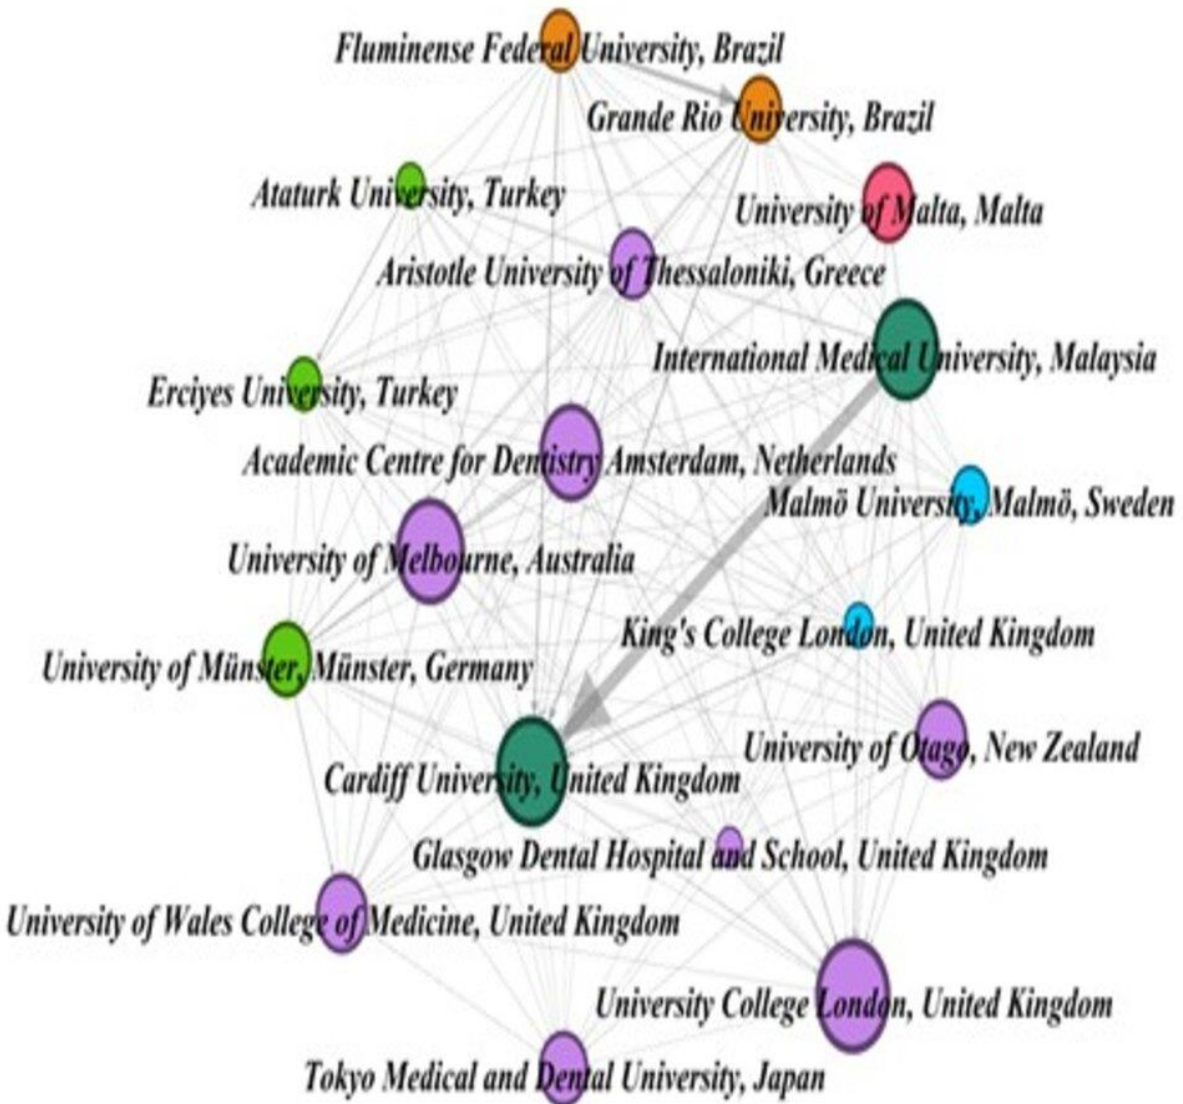 Fluminense Federal University, Brazil
Grande Rio University, Brazil
Ataturk University, Turkey
University of Malta, Malta
Aristotle University of Thessaloniki, Greece
International Medical University, Malaysia
Erciyes University, Turkey
Academic Centre for Dentistry Amsterdam, Netherlands
Malmö University, Malmö, Sweden
University of Melbourne, Australia
King's College London, United Kingdom
University of Münster, Münster, Germany
University of Otago, New Zealand
Cardiff University, United Kingdom
Glasgow Dental Hospital and School, United Kingdom
University of Wales College of Medicine, United Kingdom
University College London, United Kingdom
Tokyo Medical and Dental University, Japan